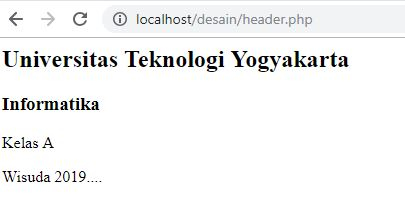 localhost/desain/header.php
Universitas Teknologi Yogyakarta
Informatika
Kelas A
Wisuda 2019....